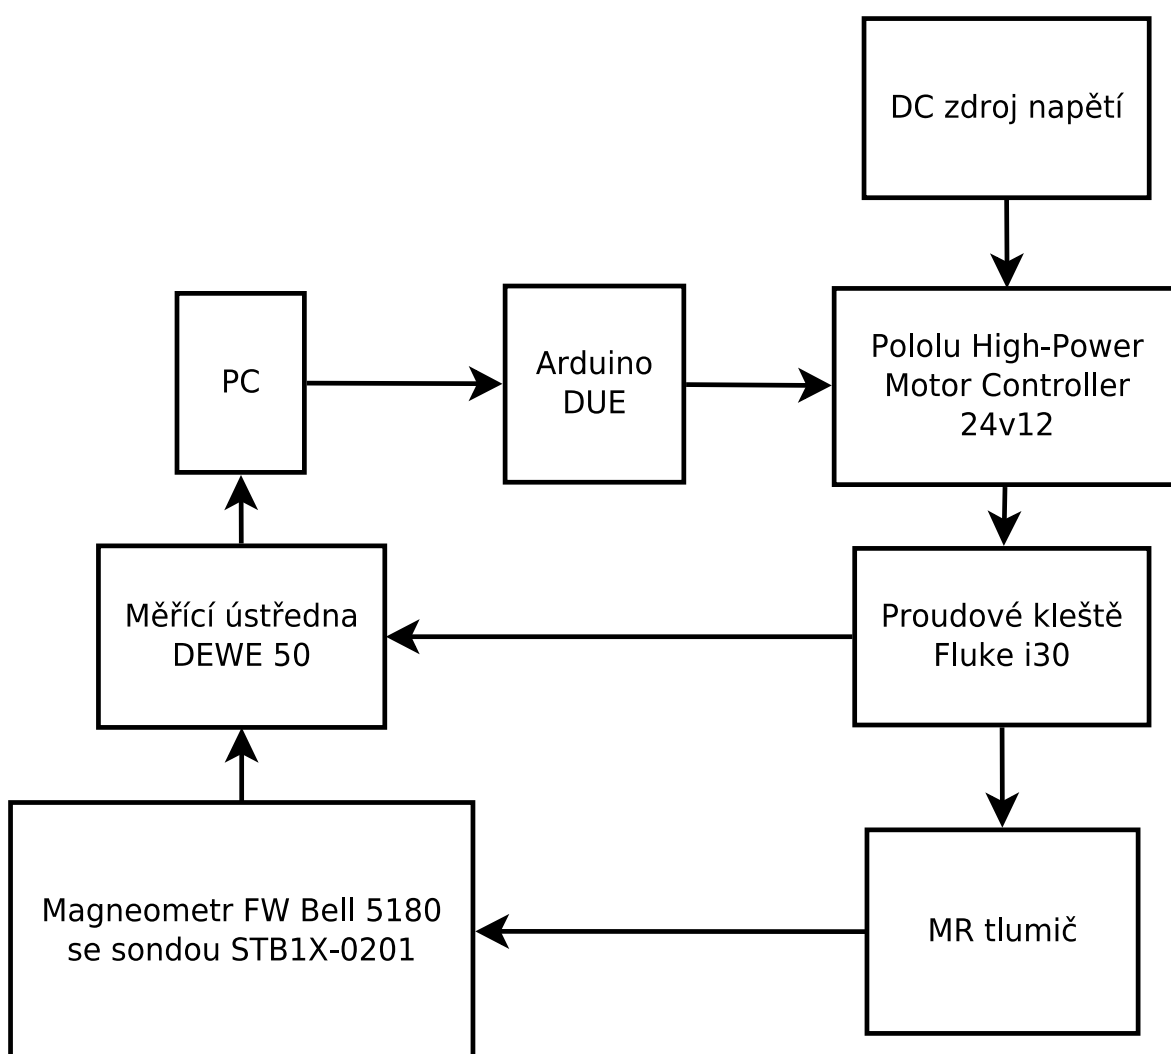 DC zdroj napětí
PC
Arduino
DUE
Pololu High-Power
Motor Controller
24v12
Měřící ústředna
DEWE 50
Proudové kleště
Fluke i30
Magneometr FW Bell 5180
se sondou STB1X-0201
MR tlumič